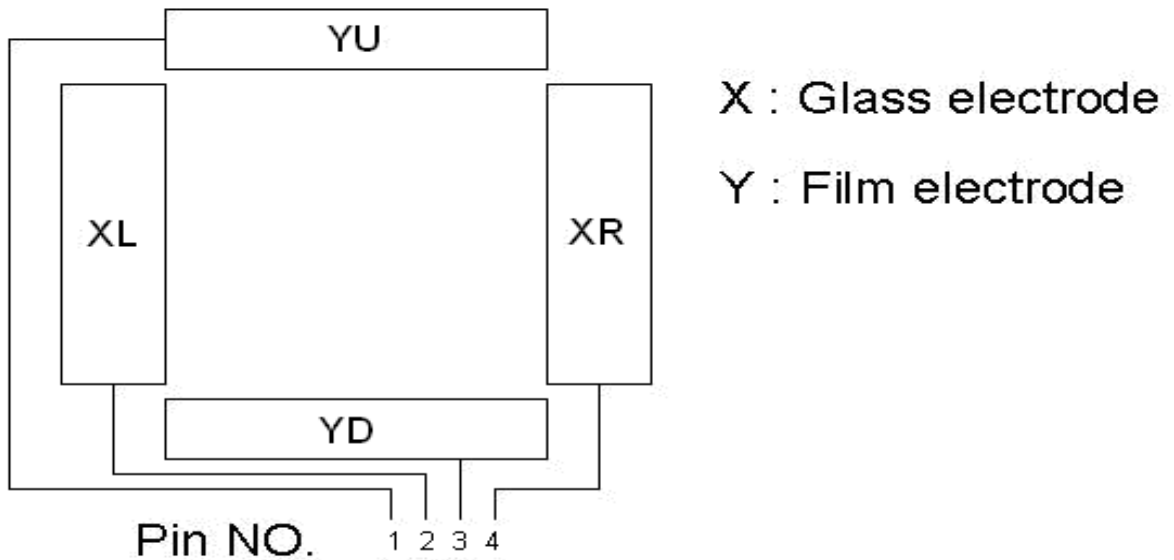 YU
X : Glass electrode
Y : Film electrode
XL
XR
YD
Pin NO. 1 2 3 4